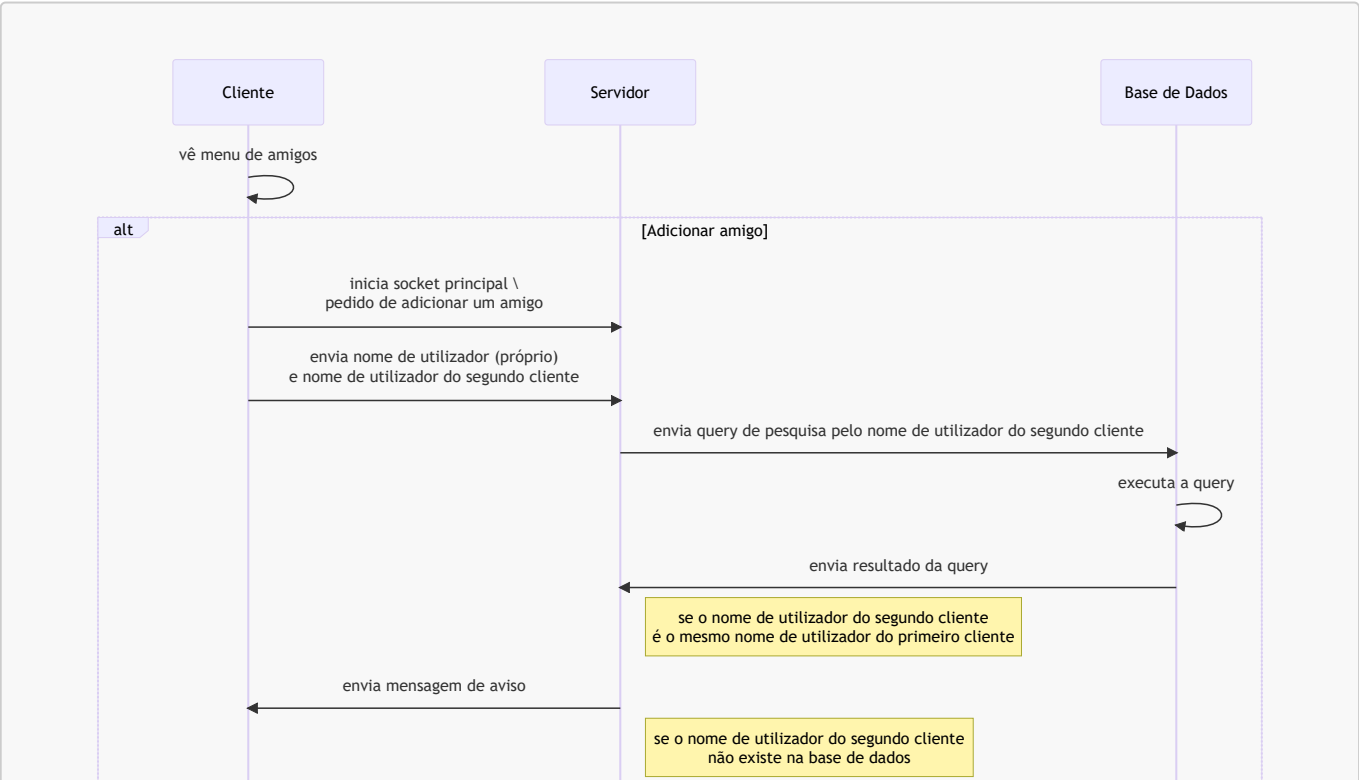 Cliente
Servidor
Base de Dados
vê menu de amigos
alt
[Adicionar amigo]
inicia socket principal \
pedido de adicionar um amigo
envia nome de utilizador (próprio)
e nome de utilizador do segundo cliente
envia query de pesquisa pelo nome de utilizador do segundo cliente
executa a query
envia resultado da query
se o nome de utilizador do segundo cliente
é o mesmo nome de utilizador do primeiro cliente
envia mensagem de aviso
se o nome de utilizador do segundo cliente
não existe na base de dados